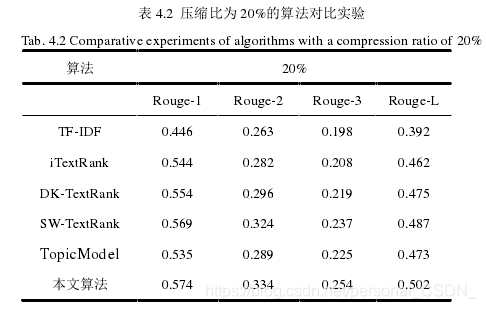 表 4.2 压缩比为 20%的算法对比实验
Tab. 4.2 Comparative experiments of algorithms with a compression ratio of 20%
算法 20%
Rouge-1 Rouge-2 Rouge-3 Rouge-L
TF-IDF 0.446 0.263 0.198 0.392
iTextRank 0.544 0.282 0.208 0.462
DK-TextRank 0.554 0.296 0.219 0.475
SW-TextRank 0.569 0.324 0.237 0.487
TopicModel 0.535 0.289 0.225 0.473
本文算法 0.574 0.334 0.254 0.502
https://blog.csdn.net/personal_CSDN_